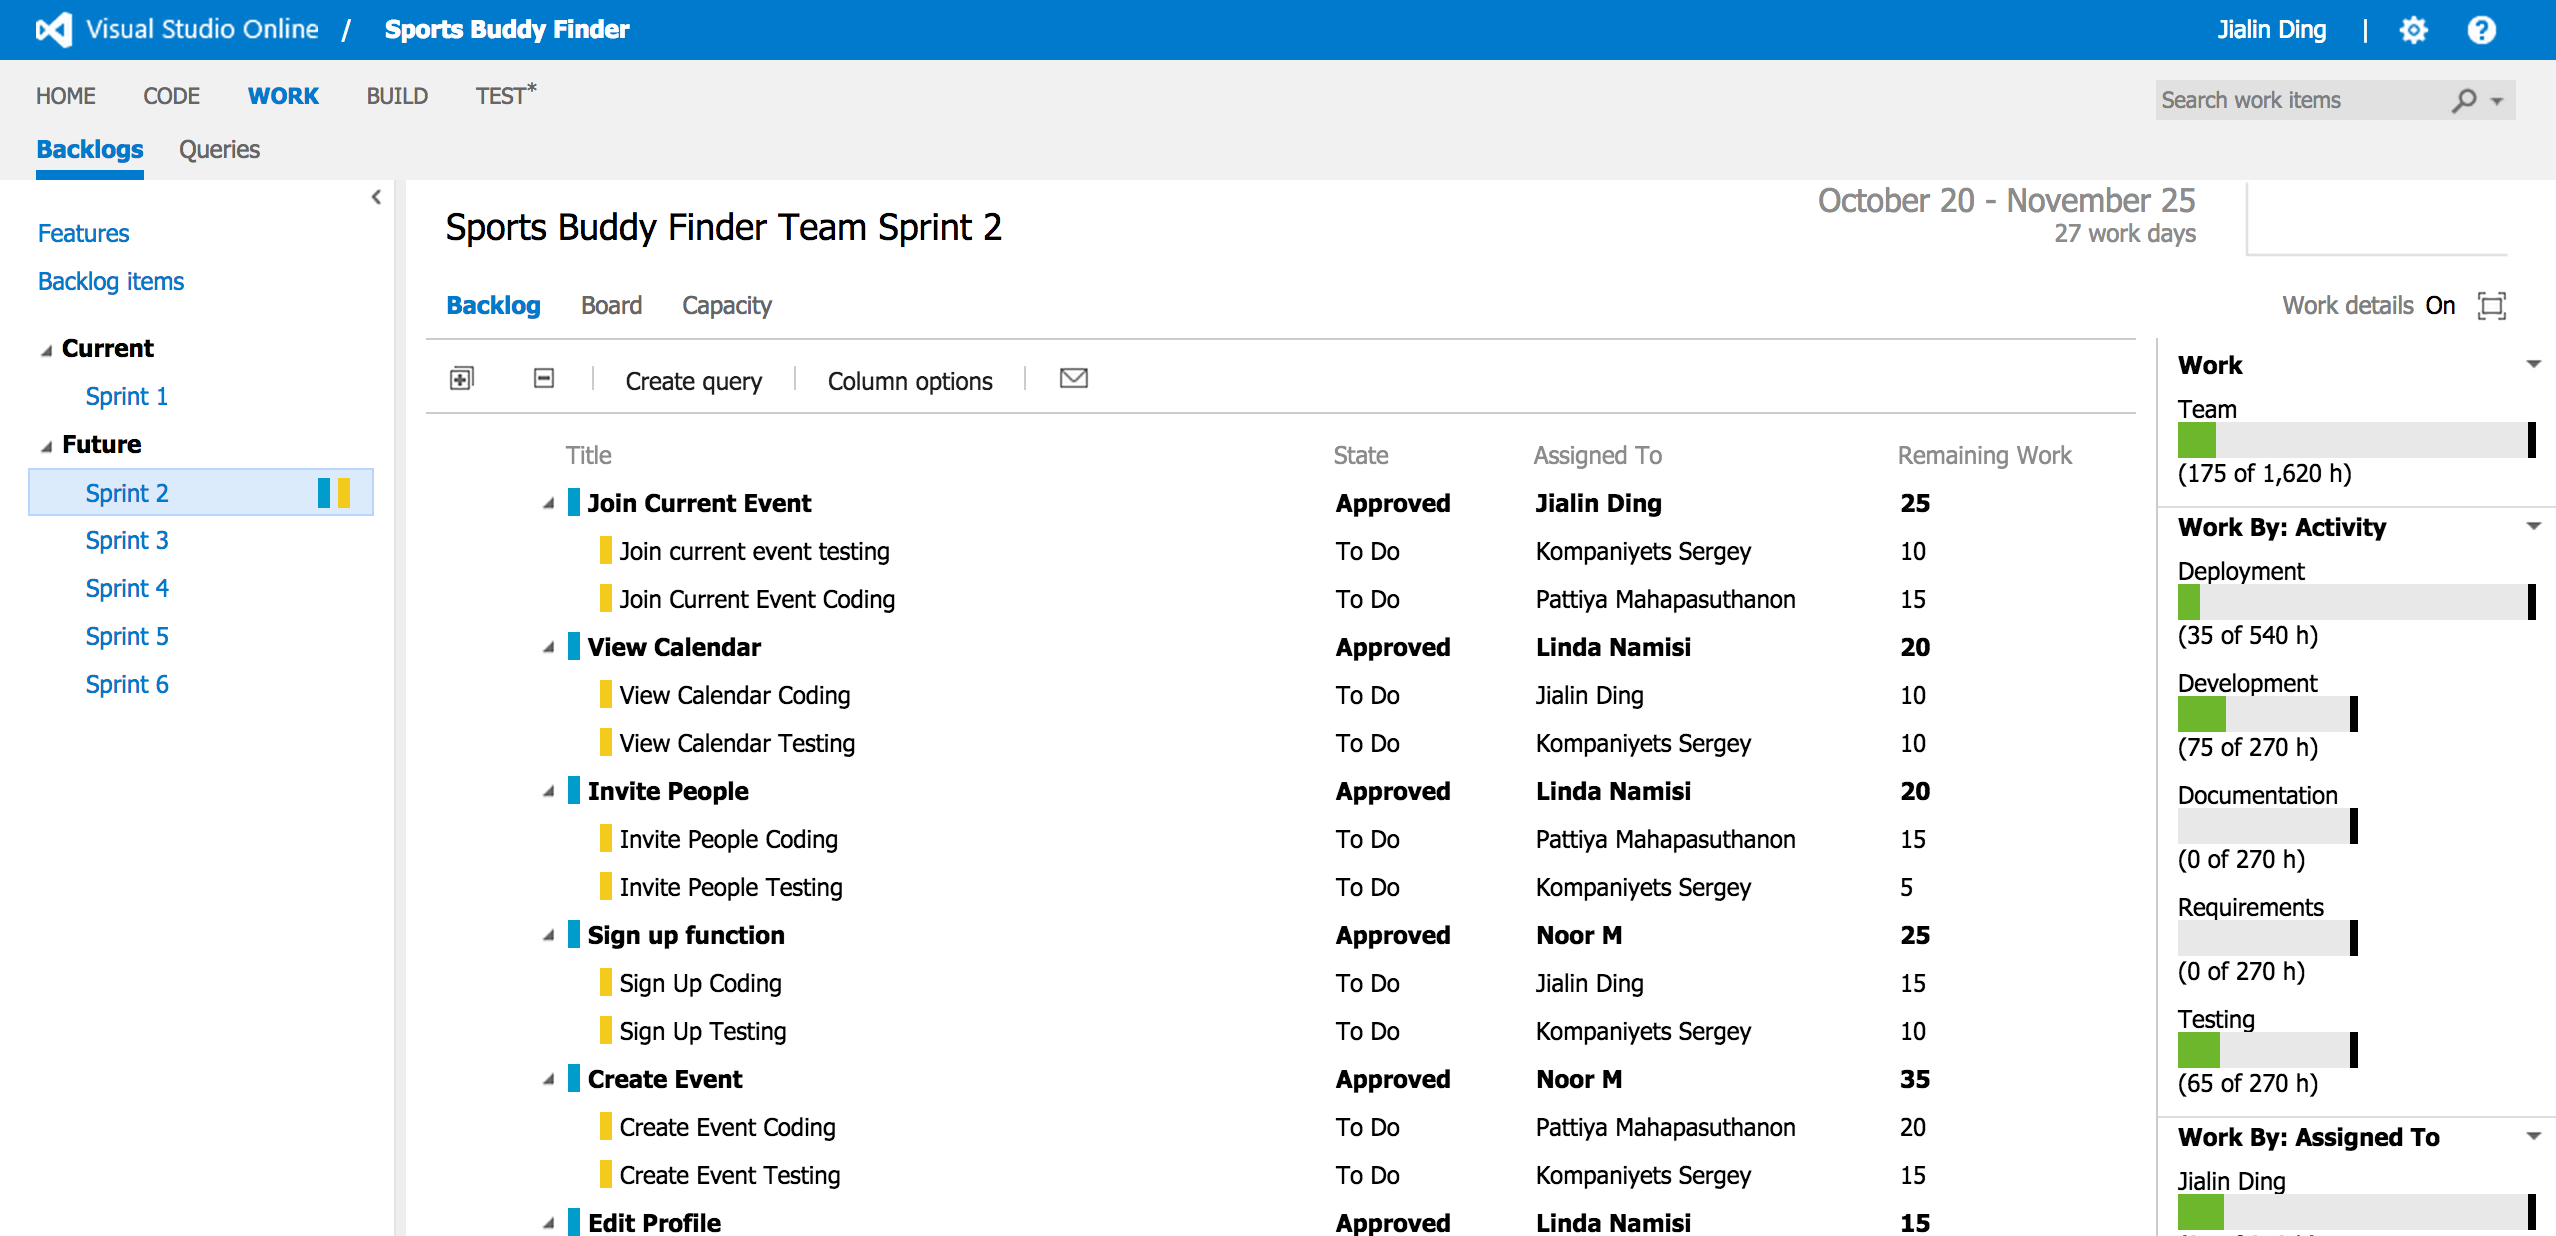 Visual Studio Online / Sports Buddy Finder
Jialin Ding |
HOME CODE WORK BUILD TEST*
Search work items
Backlogs Queries
Features
Backlog items
Current
Sprint 1
Future
Sprint 2
Sprint 3
Sprint 4
Sprint 5
Sprint 6
Sports Buddy Finder Team Sprint 2
October 20 - November 25
27 work days
Backlog Board Capacity
Work details On
Create query Column options
Title State Assigned To Remaining Work
Join Current Event Approved Jialin Ding 25
Join current event testing To Do Kompaniyets Sergey 10
Join Current Event Coding To Do Pattiya Mahapasuthanon 15
View Calendar Approved Linda Namisi 20
View Calendar Coding To Do Jialin Ding 10
View Calendar Testing To Do Kompaniyets Sergey 10
Invite People Approved Linda Namisi 20
Invite People Coding To Do Pattiya Mahapasuthanon 15
Invite People Testing To Do Kompaniyets Sergey 5
Sign up function Approved Noor M 25
Sign Up Coding To Do Jialin Ding 15
Sign Up Testing To Do Kompaniyets Sergey 10
Create Event Approved Noor M 35
Create Event Coding To Do Pattiya Mahapasuthanon 20
Create Event Testing To Do Kompaniyets Sergey 15
Edit Profile Approved Linda Namisi 15
Work
Team
(175 of 1,620 h)
Work By: Activity
Deployment
(35 of 540 h)
Development
(75 of 270 h)
Documentation
(0 of 270 h)
Requirements
(0 of 270 h)
Testing
(65 of 270 h)
Work By: Assigned To
Jialin Ding